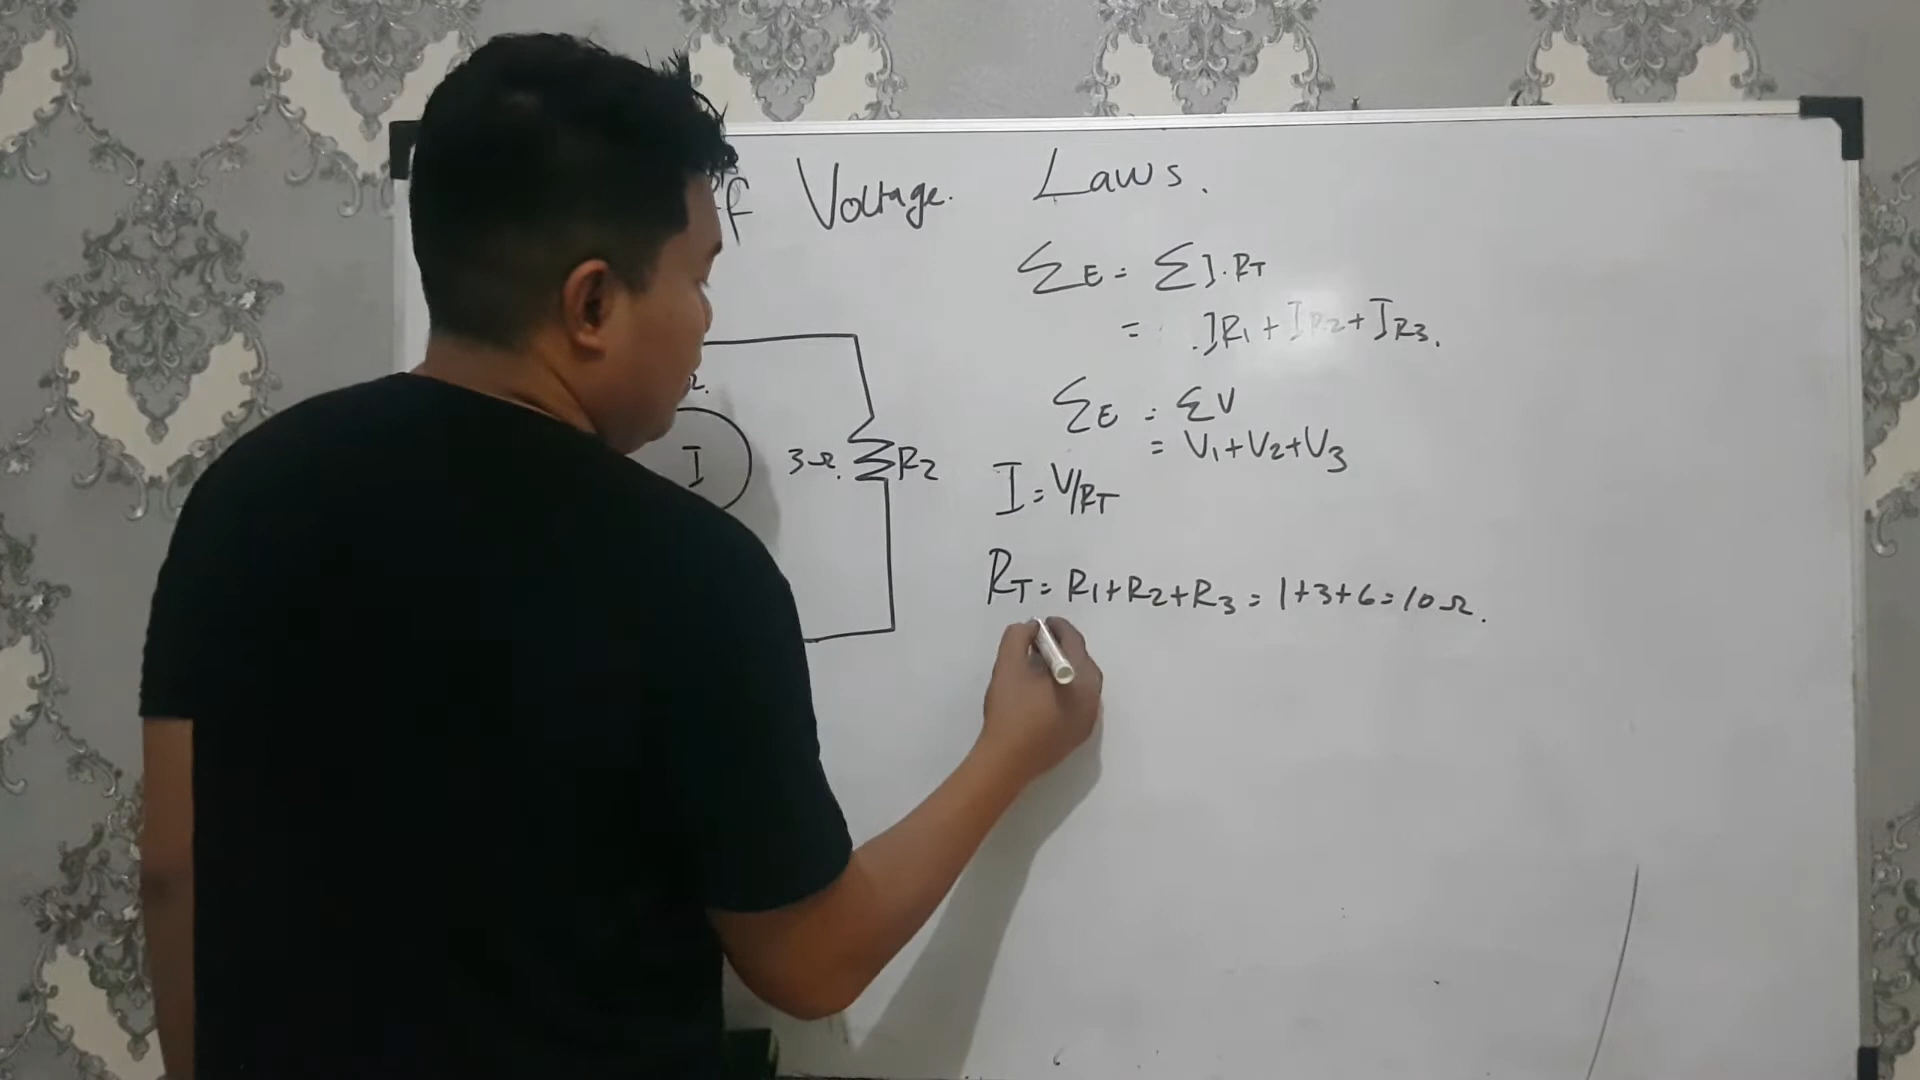 Voltage. Laws.
ΣE = ΣI.RT
= IR1 + IR2 + IR3.
ΣE = ΣV
= V1+V2+V3
I
3Ω. R2
I = V/RT
RT = R1+R2+R3 = 1+3+6 = 10Ω.